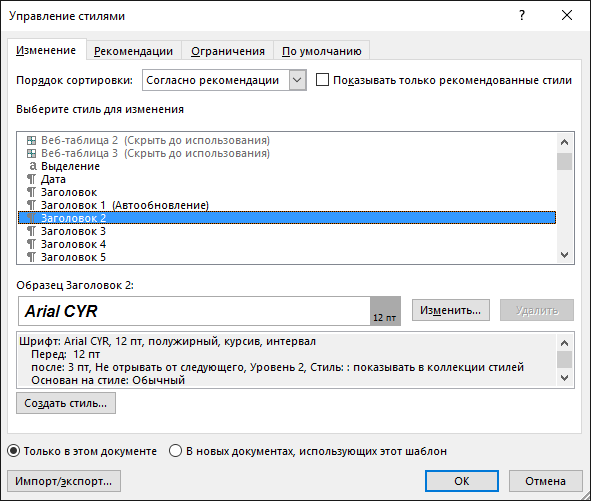 Управление стилями
?
Изменение Рекомендации Ограничения По умолчанию
Порядок сортировки: Согласно рекомендации Показывать только рекомендованные стили
Выберите стиль для изменения
Веб-таблица 2 (Скрыть до использования)
Веб-таблица 3 (Скрыть до использования)
a Выделение
¶ Дата
¶ Заголовок
¶ Заголовок 1 (Автообновление)
¶ Заголовок 2
¶ Заголовок 3
¶ Заголовок 4
¶ Заголовок 5
Образец Заголовок 2:
Arial CYR 12 пт Изменить... Удалить
Шрифт: Arial CYR, 12 пт, полужирный, курсив, интервал
Перед: 12 пт
после: 3 пт, Не отрывать от следующего, Уровень 2, Стиль: : показывать в коллекции стилей
Основан на стиле: Обычный
Создать стиль...
Только в этом документе В новых документах, использующих этот шаблон
Импорт/экспорт... ОК Отмена